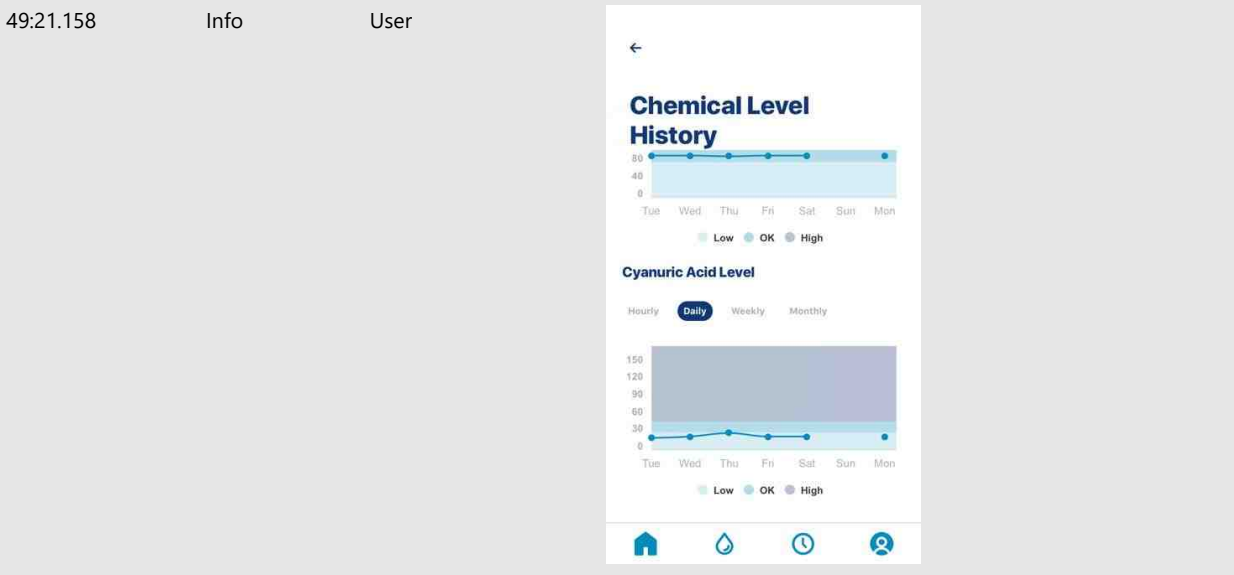 49:21.158 Info User
Chemical Level
History
80
40
0
Tue Wed Thu Fri Sat Sun Mon
Low OK High
Cyanuric Acid Level
Hourly Daily Weekly Monthly
150
120
90
60
30
0
Tue Wed Thu Fri Sat Sun Mon
Low OK High